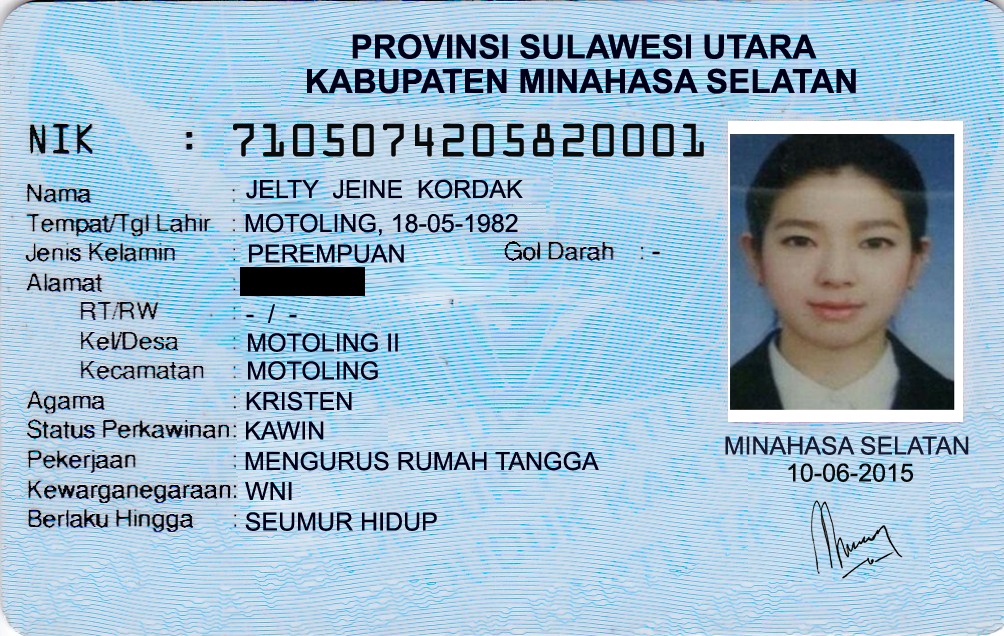 PROVINSI SULAWESI UTARA
KABUPATEN MINAHASA SELATAN
NIK : 7105074205820001
Nama : JELTY JEINE KORDAK
Tempat/Tgl Lahir : MOTOLING, 18-05-1982
Jenis Kelamin : PEREMPUAN Gol Darah : -
Alamat :
RT/RW : - / -
Kel/Desa : MOTOLING II
Kecamatan : MOTOLING
Agama : KRISTEN
Status Perkawinan: KAWIN
Pekerjaan : MENGURUS RUMAH TANGGA
Kewarganegaraan: WNI
Berlaku Hingga : SEUMUR HIDUP
MINAHASA SELATAN
10-06-2015